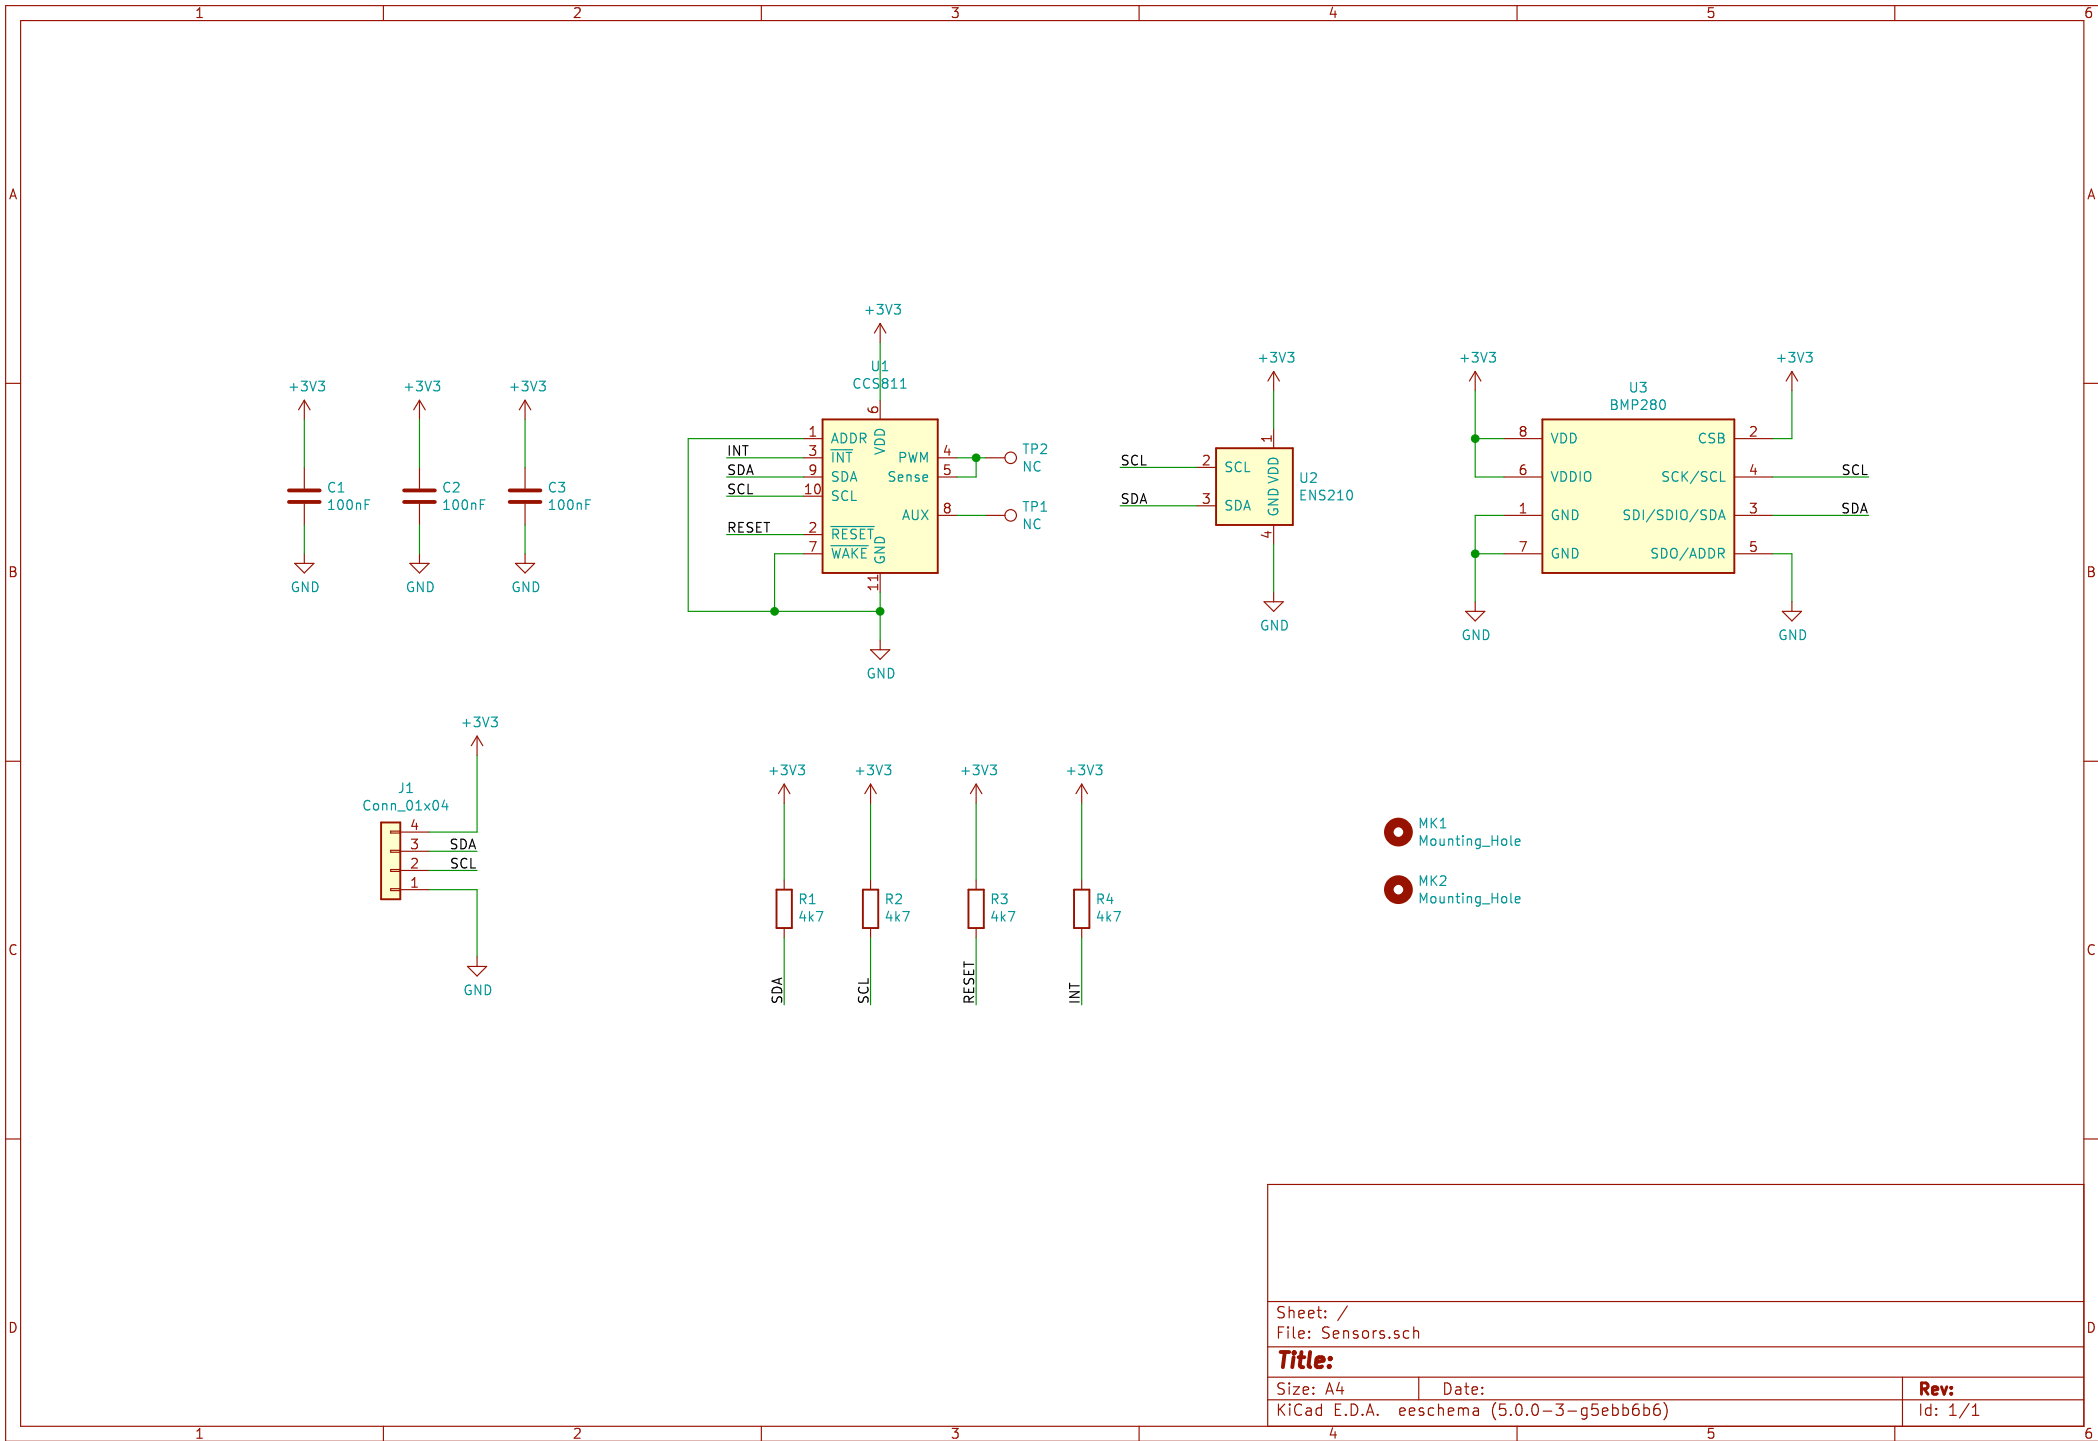 1 2 3 4 5 6
A A
+3V3
U1
CCS811
+3V3 +3V3 +3V3
C1
100nF
C2
100nF
C3
100nF
GND GND GND
6
VDD
1 ADDR
INT 3 INT
SDA 9 SDA
SCL 10 SCL
RESET 2 RESET
7 WAKE
GND
11
PWM 4
Sense 5
AUX 8
TP2
NC
TP1
NC
GND
+3V3
1
SCL 2 SCL
SDA 3 SDA
VDD
GND
4
U2
ENS210
GND
+3V3 +3V3
U3
BMP280
8 VDD CSB 2
6 VDDIO SCK/SCL 4 SCL
1 GND SDI/SDIO/SDA 3 SDA
7 GND SDO/ADDR 5
GND GND
B B
+3V3
J1
Conn_01x04
4
3 SDA
2 SCL
1
GND
+3V3 +3V3 +3V3 +3V3
R1
4k7
R2
4k7
R3
4k7
R4
4k7
SDA SCL RESET INT
MK1
Mounting_Hole
MK2
Mounting_Hole
C C
D D
Sheet: /
File: Sensors.sch
Title:
Size: A4 Date: Rev:
KiCad E.D.A. eeschema (5.0.0-3-g5ebb6b6) Id: 1/1
1 2 3 4 5 6